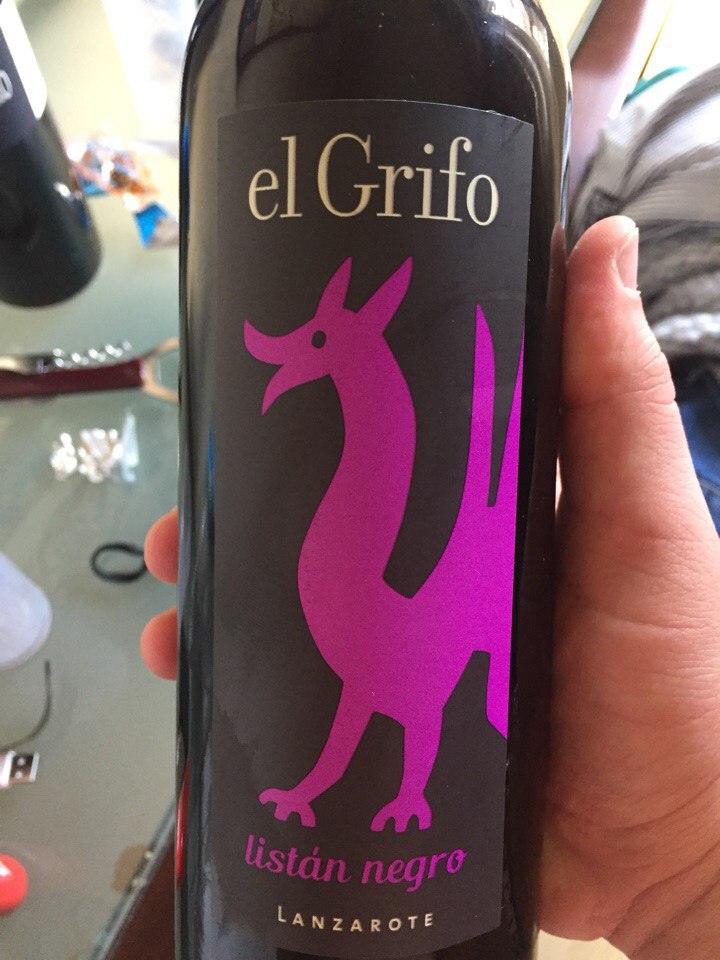 el Grifo
listán negro
LANZAROTE